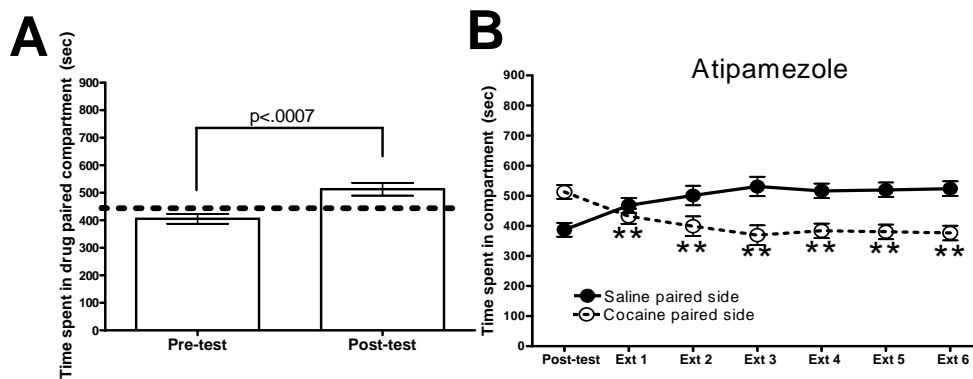 A
Time spent in drug paired compartment (sec)
900
800
700
600
500
400
300
200
100
0
p<.0007
Pre-test
Post-test
B
Atipamezole
Time spent in compartment (sec)
900
800
700
600
500
400
300
200
100
0
** ** ** ** ** **
Saline paired side
Cocaine paired side
Post-test Ext 1 Ext 2 Ext 3 Ext 4 Ext 5 Ext 6